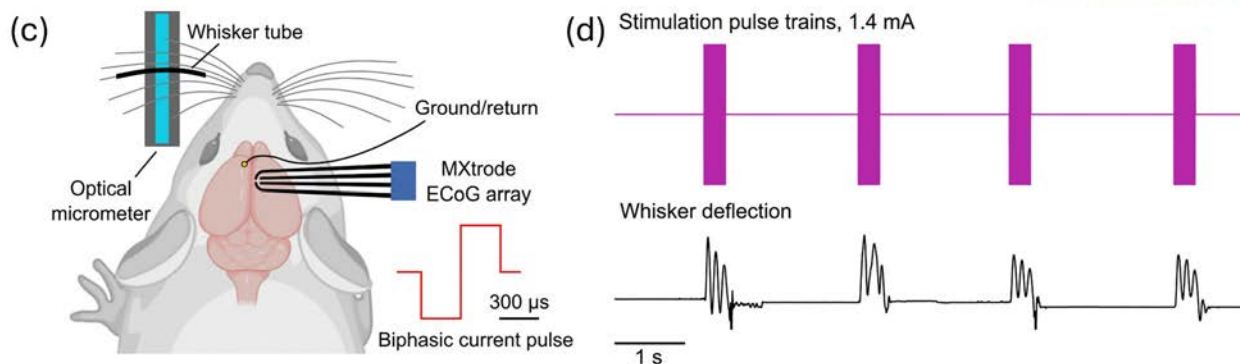 (c)
Whisker tube
Ground/return
Optical
micrometer
MXtrode
ECoG array
300 μs
Biphasic current pulse
(d)
Stimulation pulse trains, 1.4 mA
Whisker deflection
1 s